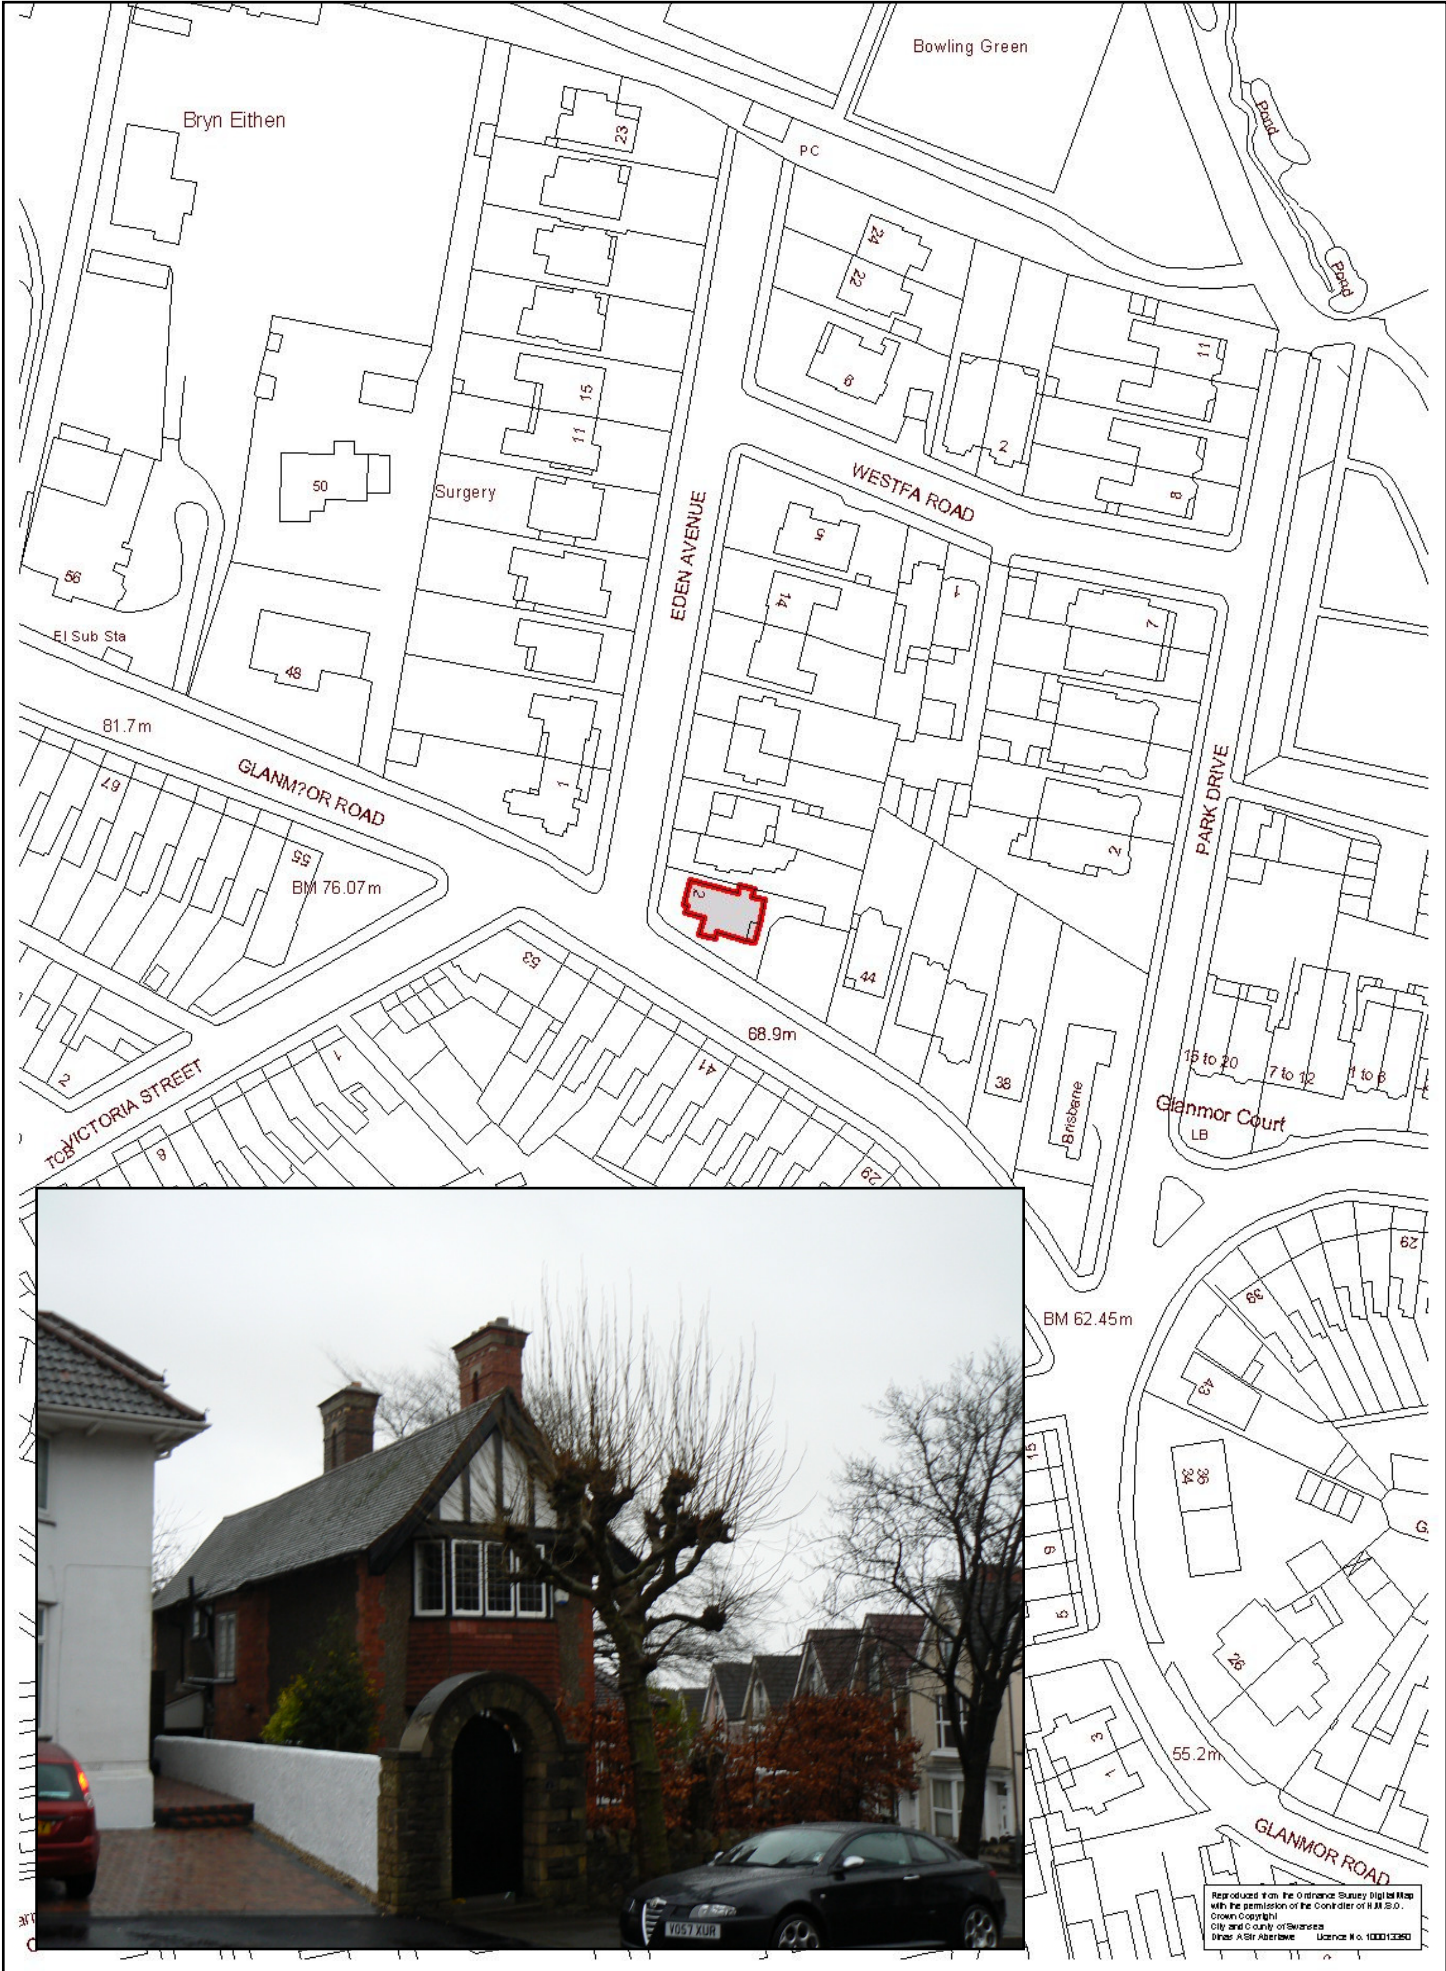 Bowling Green
Pond
Bryn Eithen
23
PC
24
22
Pond
6
11
15
11
2
50
Surgery
8
WESTFA ROAD
EDEN AVENUE
5
56
14
1
7
El Sub Sta
48
81.7m
GLANM?OR ROAD
67
1
55
BM 76.07m
PARK DRIVE
2
2
53
44
68.9m
41
38
Brisbane
15 to 20
7 to 12
1 to 6
Glanmor Court
LB
1
2
VICTORIA STREET
TCB
8
29
29
39
BM 62.45m
43
15
34
36
G
9
5
26
3
1
55.2m
GLANMOR ROAD
VO57 XUR
Reproduced from the Ordnance Survey Digital Map
with the permission of the Controller of H.M.S.O.
Crown Copyright
City and County of Swansea
Dinas A Sir Abertawe Licence No. 100013390